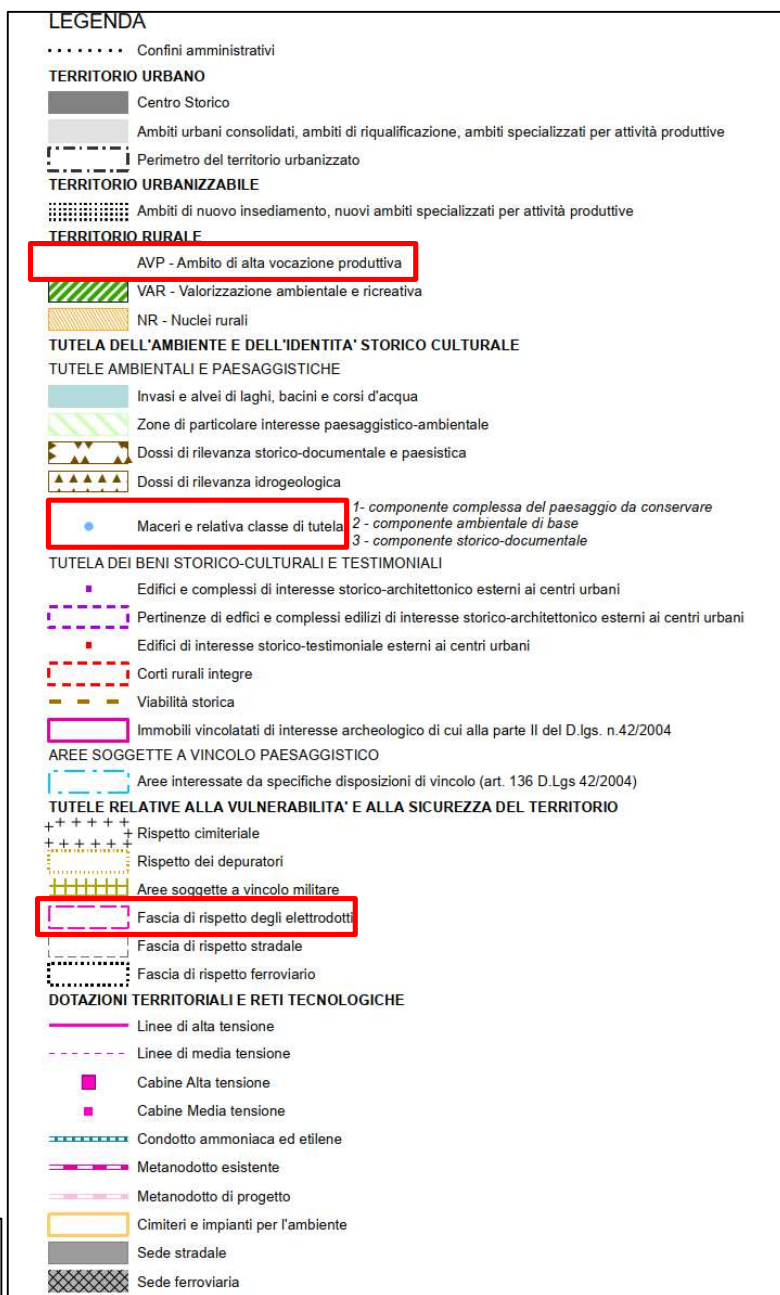 LEGENDA
Confini amministrativi
TERRITORIO URBANO
Centro Storico
Ambiti urbani consolidati, ambiti di riqualificazione, ambiti specializzati per attività produttive
Perimetro del territorio urbanizzato
TERRITORIO URBANIZZABILE
Ambiti di nuovo insediamento, nuovi ambiti specializzati per attività produttive
TERRITORIO RURALE
AVP - Ambito di alta vocazione produttiva
VAR - Valorizzazione ambientale e ricreativa
NR - Nuclei rurali
TUTELA DELL'AMBIENTE E DELL'IDENTITA' STORICO CULTURALE
TUTELE AMBIENTALI E PAESAGGISTICHE
Invasi e alvei di laghi, bacini e corsi d'acqua
Zone di particolare interesse paesaggistico-ambientale
Dossi di rilevanza storico-documentale e paesistica
Dossi di rilevanza idrogeologica
Maceri e relativa classe di tutela
1- componente complessa del paesaggio da conservare
2 - componente ambientale di base
3 - componente storico-documentale
TUTELA DEI BENI STORICO-CULTURALI E TESTIMONIALI
Edifici e complessi di interesse storico-architettonico esterni ai centri urbani
Pertinenze di edfici e complessi edilizi di interesse storico-architettonico esterni ai centri urbani
Edifici di interesse storico-testimoniale esterni ai centri urbani
Corti rurali integre
Viabilità storica
Immobili vincolatati di interesse archeologico di cui alla parte II del D.lgs. n.42/2004
AREE SOGGETTE A VINCOLO PAESAGGISTICO
Aree interessate da specifiche disposizioni di vincolo (art. 136 D.Lgs 42/2004)
TUTELE RELATIVE ALLA VULNERABILITA' E ALLA SICUREZZA DEL TERRITORIO
Rispetto cimiteriale
Rispetto dei depuratori
Aree soggette a vincolo militare
Fascia di rispetto degli elettrodotti
Fascia di rispetto stradale
Fascia di rispetto ferroviario
DOTAZIONI TERRITORIALI E RETI TECNOLOGICHE
Linee di alta tensione
Linee di media tensione
Cabine Alta tensione
Cabine Media tensione
Condotto ammoniaca ed etilene
Metanodotto esistente
Metanodotto di progetto
Cimiteri e impianti per l'ambiente
Sede stradale
Sede ferroviaria